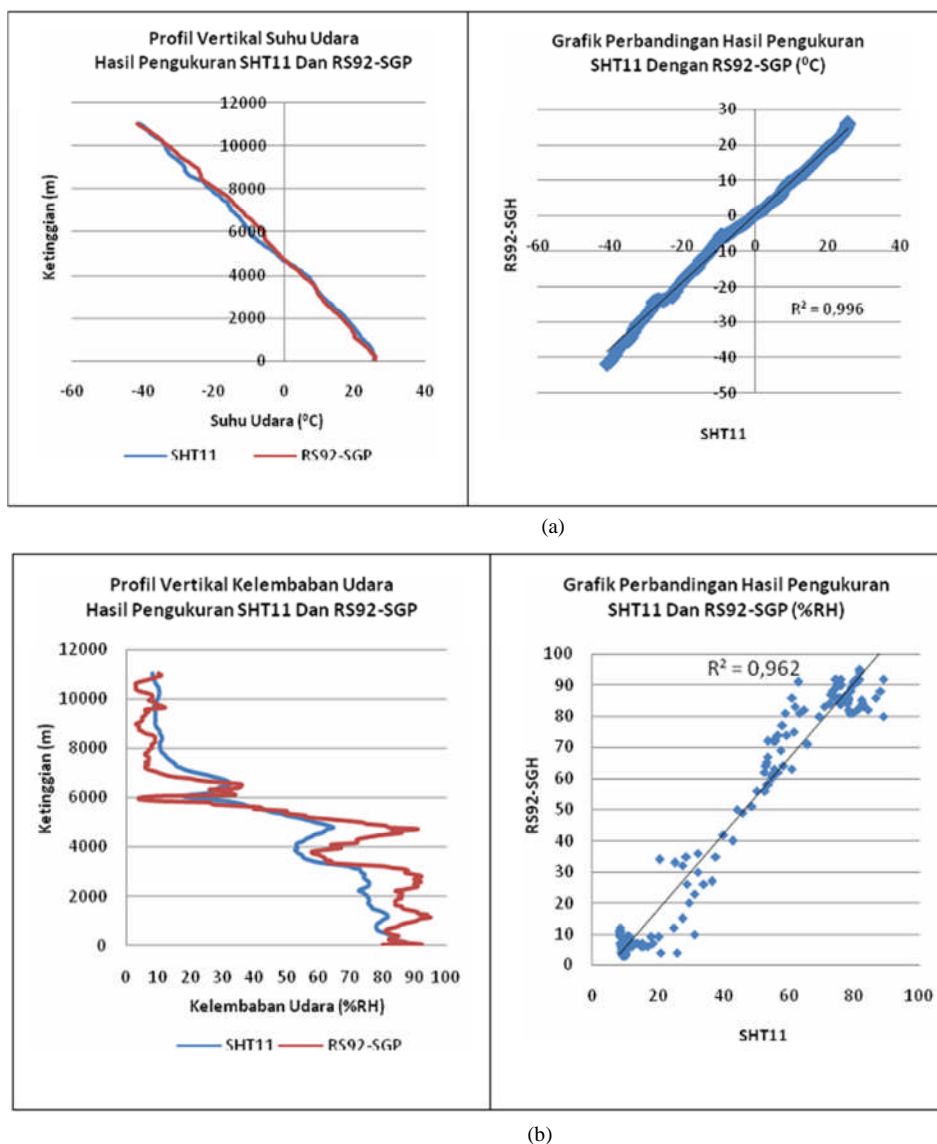 Profil Vertikal Suhu Udara
Hasil Pengukuran SHT11 Dan RS92-SGP
Ketinggian (m)
12000
10000
8000
6000
4000
2000
0
-60 -40 -20 0 20 40
Suhu Udara (⁰C)
SHT11 RS92-SGP
Grafik Perbandingan Hasil Pengukuran
SHT11 Dengan RS92-SGP (⁰C)
RS92-SGH
30
20
10
0
-60 -40 -20 0 20 40
-10
-20
R² = 0,996
-30
-40
-50
SHT11
(a)
Profil Vertikal Kelembaban Udara
Hasil Pengukuran SHT11 Dan RS92-SGP
Ketinggian (m)
12000
10000
8000
6000
4000
2000
0
0 10 20 30 40 50 60 70 80 90 100
Kelembaban Udara (%RH)
SHT11 RS92-SGP
Grafik Perbandingan Hasil Pengukuran
SHT11 Dan RS92-SGP (%RH)
R² = 0,962
RS92-SGH
100
90
80
70
60
50
40
30
20
10
0
0 20 40 60 80 100
SHT11
(b)